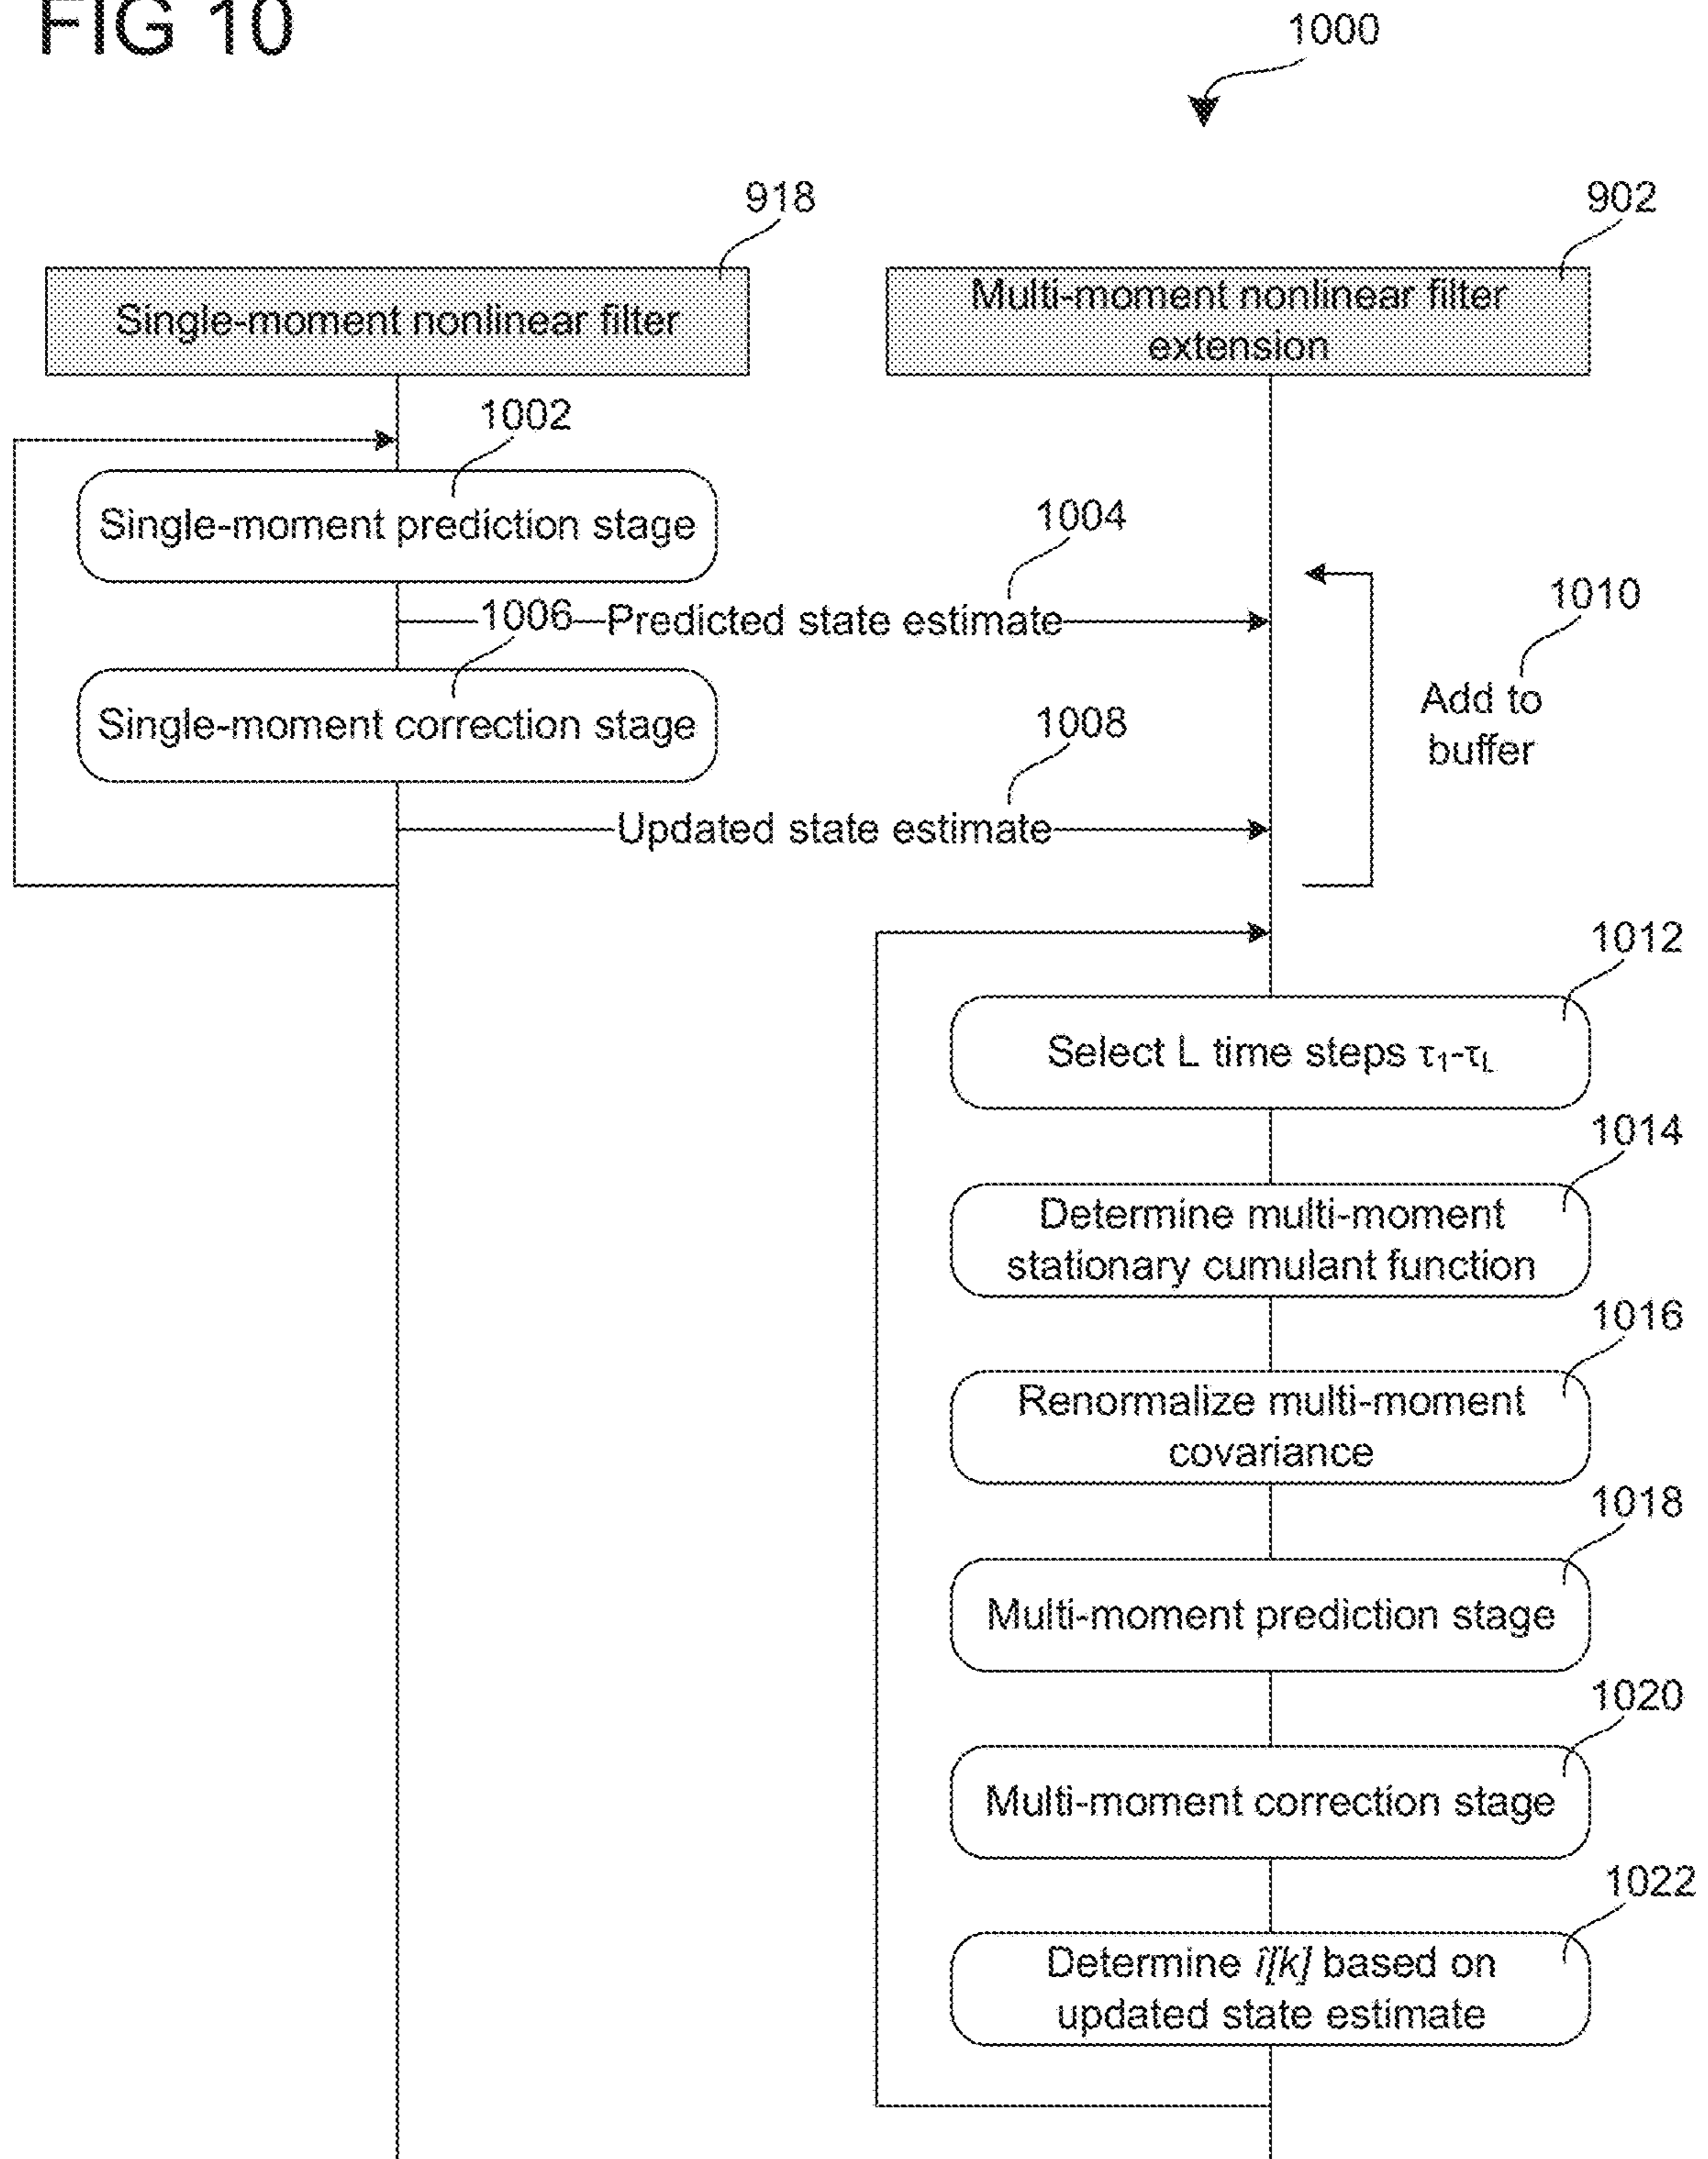 FIG 10
1000
918
902
Single-moment nonlinear filter
Multi-moment nonlinear filter
extension
1002
Single-moment prediction stage
1004
1006
Predicted state estimate
1010
Single-moment correction stage
Add to
buffer
1008
Updated state estimate
1012
Select L time steps τ₁-τ_L
1014
Determine multi-moment
stationary cumulant function
1016
Renormalize multi-moment
covariance
1018
Multi-moment prediction stage
1020
Multi-moment correction stage
1022
Determine i[k] based on
updated state estimate